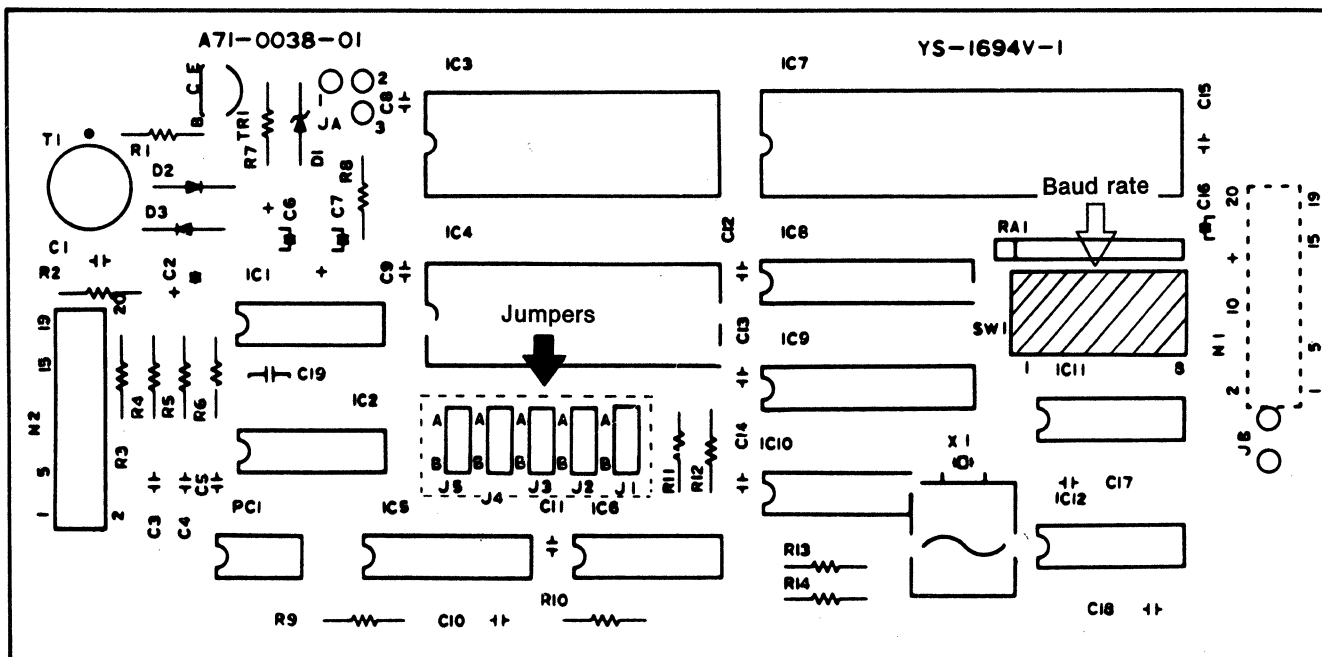 A71-0038-01
YS-1694V-1
IC3
IC7
C15
B C E
2
C8
1
JA
3
T1
R1
TR1
R7
D1
R8
D2
Baud rate
C16
20
19
D3
C6
C7
C12
RA1
C1
IC4
IC8
15
+
R2
C2
IC1
+
C9
+
+
20
19
Jumpers
C13
SW1
10
15
IC9
1
IC11
8
N1
5
C19
R4
R5
R6
IC2
2
1
A
A
A
A
A
N2
R3
C14
IC10
X1
JB
5
C5
B
B
B
B
B
R11
R12
J5
J4
J3
J2
J1
C17
1
2
C3
C4
PC1
IC5
C11
IC6
IC12
R13
R14
R9
C10
R10
C18